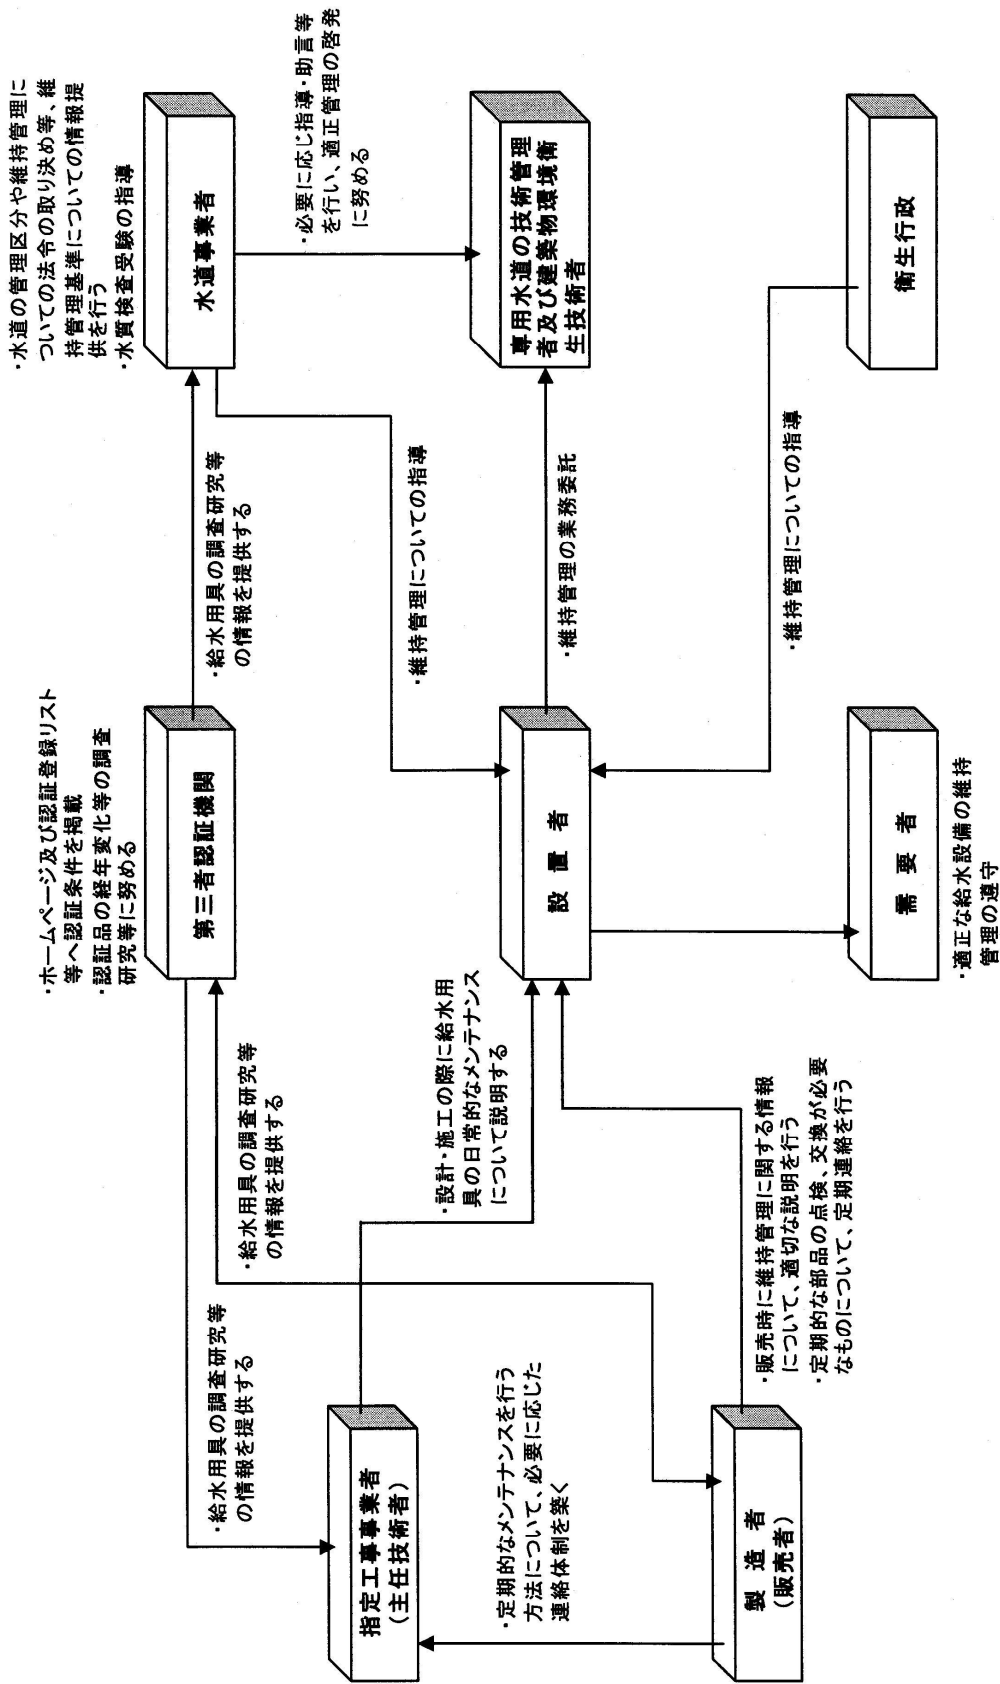 ・ホームページ及び認証登録リスト
等へ認証条件を掲載
・認証品の経年変化等の調査
研究等に努める
・水道の管理区分や維持管理に
ついての法令の取り決め等、維
持管理基準についての情報提
供を行う
・水質検査受験の指導
第三者認証機関
水道事業者
・給水用具の調査研究等
の情報を提供する
・給水用具の調査研究等
の情報を提供する
・給水用具の調査研究等
の情報を提供する
・必要に応じ指導・助言等
を行い、適正管理の啓発
に努める
指定工事事業者
（主任技術者）
・設計・施工の際に給水用
具の日常的なメンテナンス
について説明する
・維持管理についての指導
設置者
・維持管理の業務委託
専用水道の技術管理
者及び建築物環境衛
生技術者
・定期的なメンテナンスを行う
方法について、必要に応じた
連絡体制を築く
製造者
（販売者）
・販売時に維持管理に関する情報
について、適切な説明を行う
・定期的な部品の点検、交換が必要
なものについて、定期連絡を行う
・維持管理についての指導
需要者
・適正な給水設備の維持
管理の遵守
衛生行政